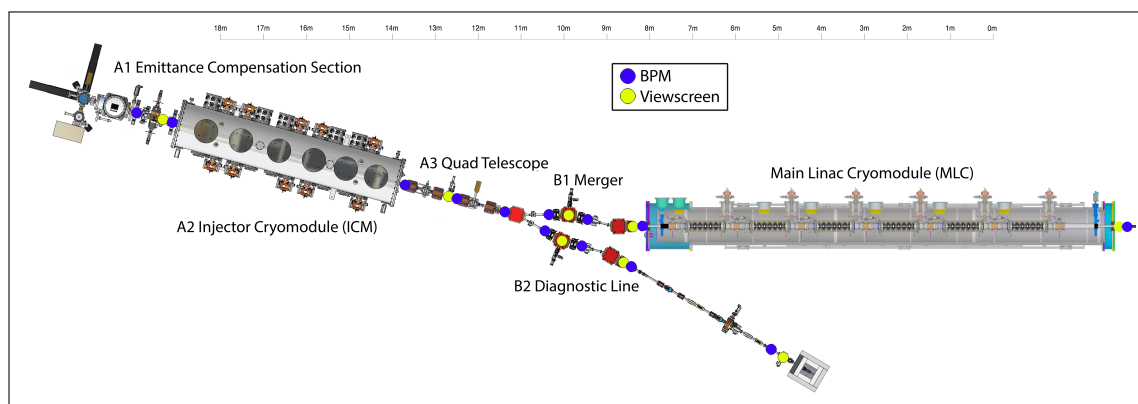 18m 17m 16m 15m 14m 13m 12m 11m 10m 9m 8m 7m 6m 5m 4m 3m 2m 1m 0m
A1 Emittance Compensation Section
BPM
Viewscreen
A3 Quad Telescope
B1 Merger
Main Linac Cryomodule (MLC)
A2 Injector Cryomodule (ICM)
B2 Diagnostic Line